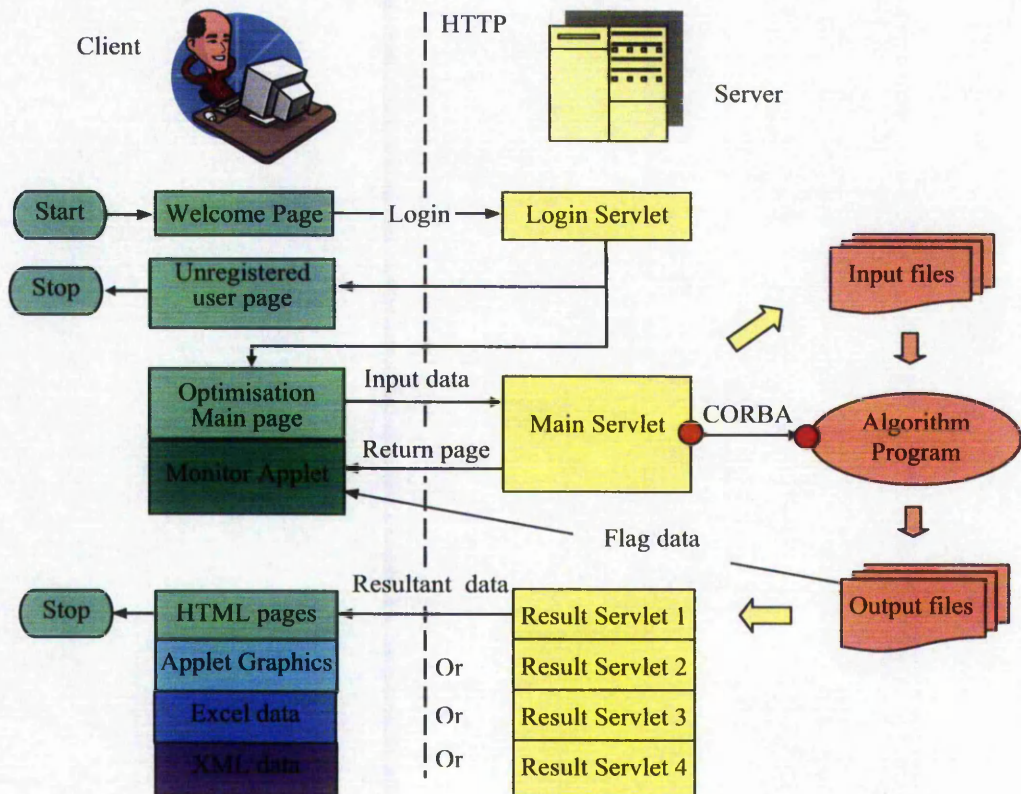 Client
HTTP
Server
Start
Welcome Page
Login
Login Servlet
Stop
Unregistered
user page
Input files
Optimisation
Main page
Input data
Main Servlet
CORBA
Algorithm
Program
Return page
Monitor Applet
Flag data
Resultant data
Stop
HTML pages
Result Servlet 1
Output files
Applet Graphics
Or
Result Servlet 2
Excel data
Or
Result Servlet 3
XML data
Or
Result Servlet 4